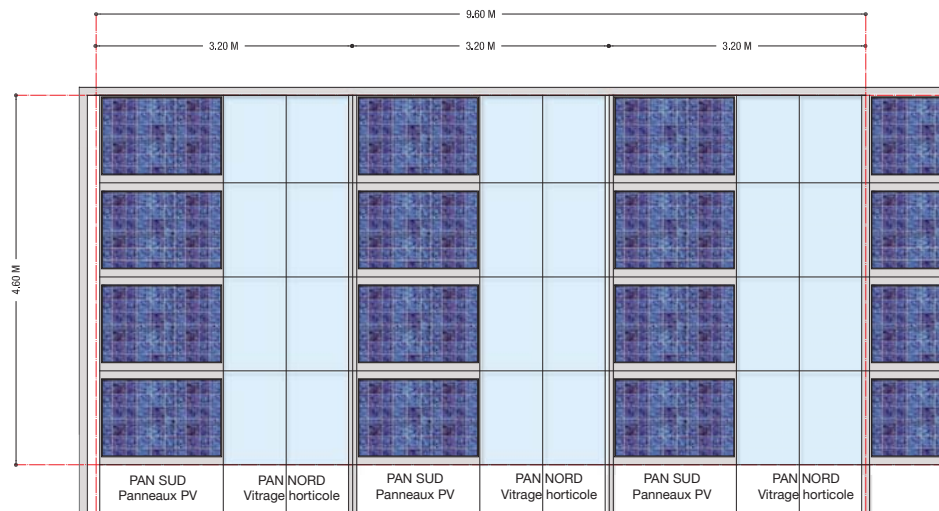 9.60 M
3.20 M
3.20 M
3.20 M
4.60 M
PAN SUD
Panneaux PV
PAN NORD
Vitrage horticole
PAN SUD
Panneaux PV
PAN NORD
Vitrage horticole
PAN SUD
Panneaux PV
PAN NORD
Vitrage horticole